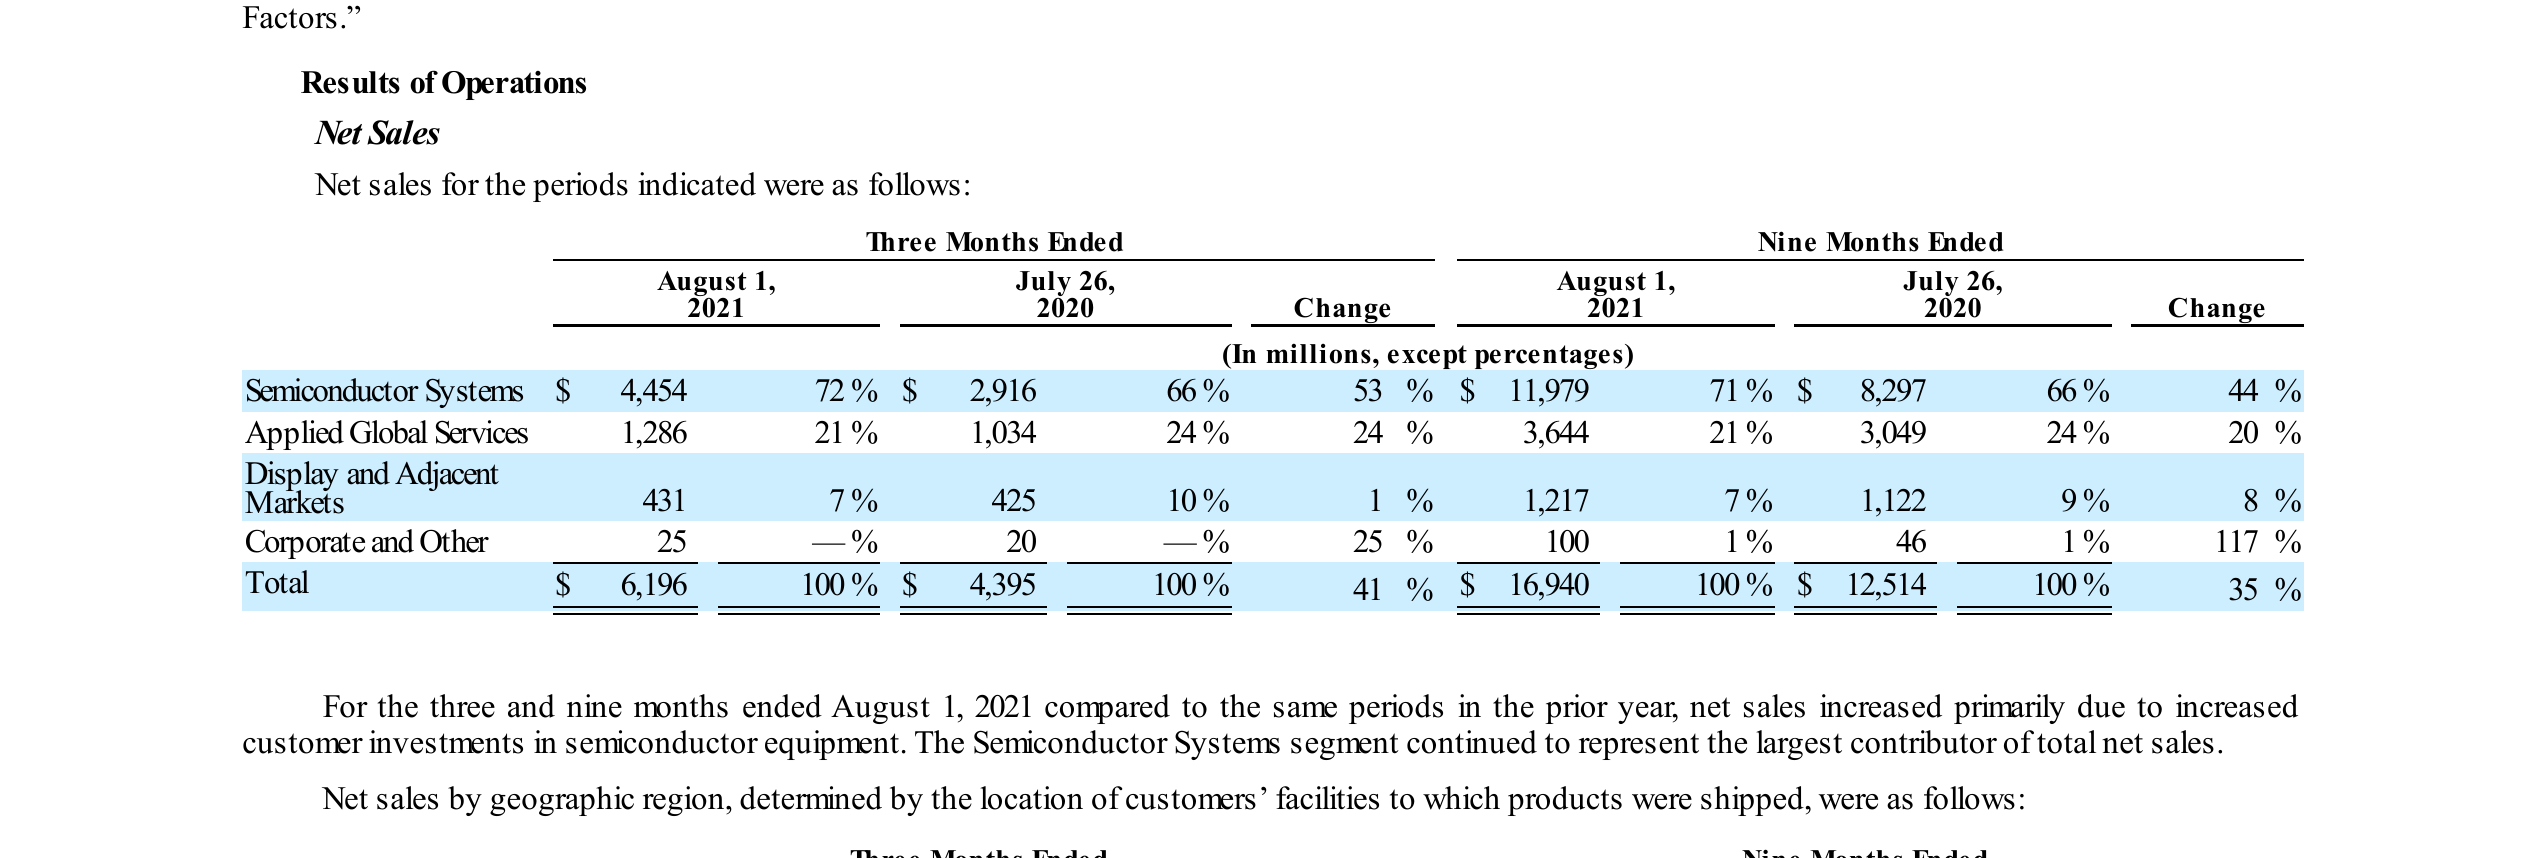 Factors.”
Results of Operations
Net Sales
Net sales for the periods indicated were as follows:
Three Months Ended Nine Months Ended
August 1, 2021 July 26, 2020 Change August 1, 2021 July 26, 2020 Change
(In millions, except percentages)
Semiconductor Systems $ 4,454 72 % $ 2,916 66 % 53 % $ 11,979 71 % $ 8,297 66 % 44 %
Applied Global Services 1,286 21 % 1,034 24 % 24 % 3,644 21 % 3,049 24 % 20 %
Display and Adjacent
Markets 431 7 % 425 10 % 1 % 1,217 7 % 1,122 9 % 8 %
Corporate and Other 25 — % 20 — % 25 % 100 1 % 46 1 % 117 %
Total $ 6,196 100 % $ 4,395 100 % 41 % $ 16,940 100 % $ 12,514 100 % 35 %
For the three and nine months ended August 1, 2021 compared to the same periods in the prior year, net sales increased primarily due to increased
customer investments in semiconductor equipment. The Semiconductor Systems segment continued to represent the largest contributor of total net sales.
Net sales by geographic region, determined by the location of customers’ facilities to which products were shipped, were as follows:
Three Months Ended Nine Months Ended